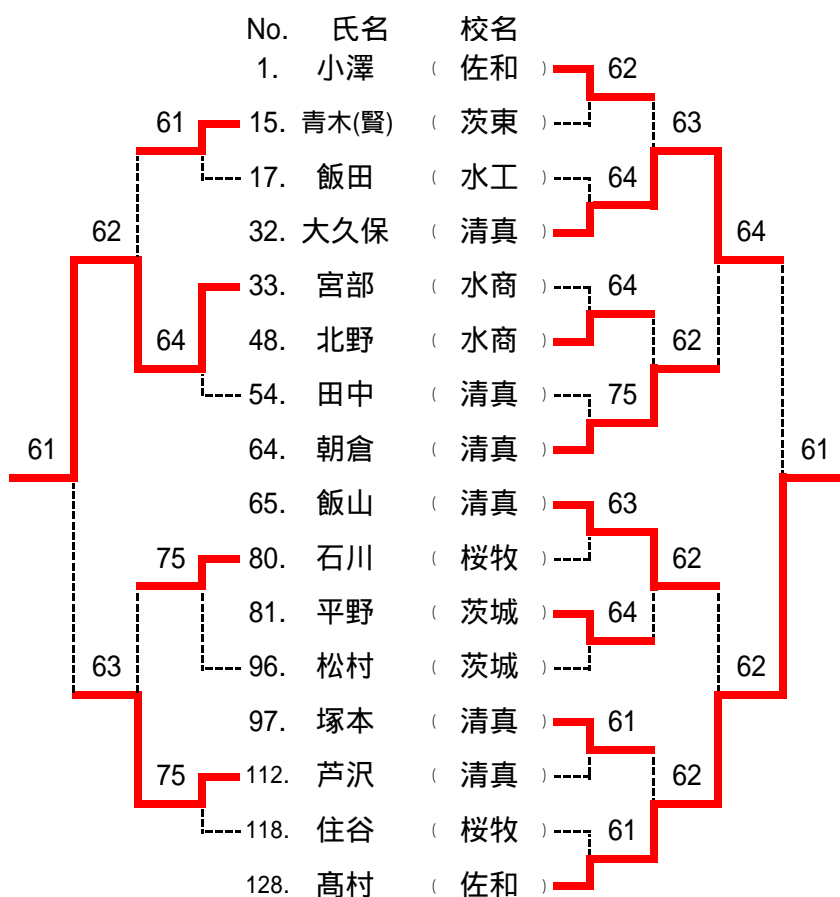 No. 氏名 校名
1. 小澤 ( 佐和 ) 62
61 15. 青木(賢) ( 茨東 ) 63
17. 飯田 ( 水工 ) 64
62 32. 大久保 ( 清真 ) 64
33. 宮部 ( 水商 ) 64
64 48. 北野 ( 水商 ) 62
54. 田中 ( 清真 ) 75
61 64. 朝倉 ( 清真 ) 61
65. 飯山 ( 清真 ) 63
75 80. 石川 ( 桜牧 ) 62
81. 平野 ( 茨城 ) 64
63 96. 松村 ( 茨城 ) 62
97. 塚本 ( 清真 ) 61
75 112. 芦沢 ( 清真 ) 62
118. 住谷 ( 桜牧 ) 61
128. 髙村 ( 佐和 )